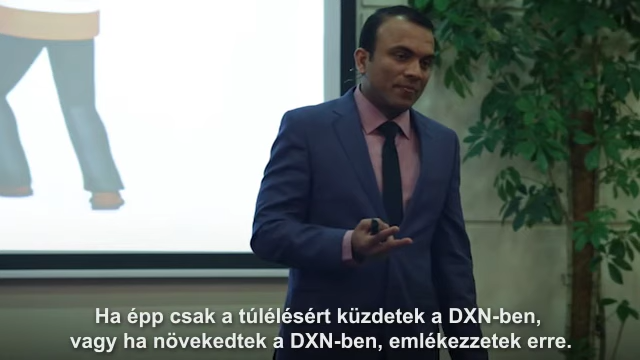 Ha épp csak a túlélésért küzdetek a DXN-ben,
vagy ha növekedtek a DXN-ben, emlékezzetek erre.